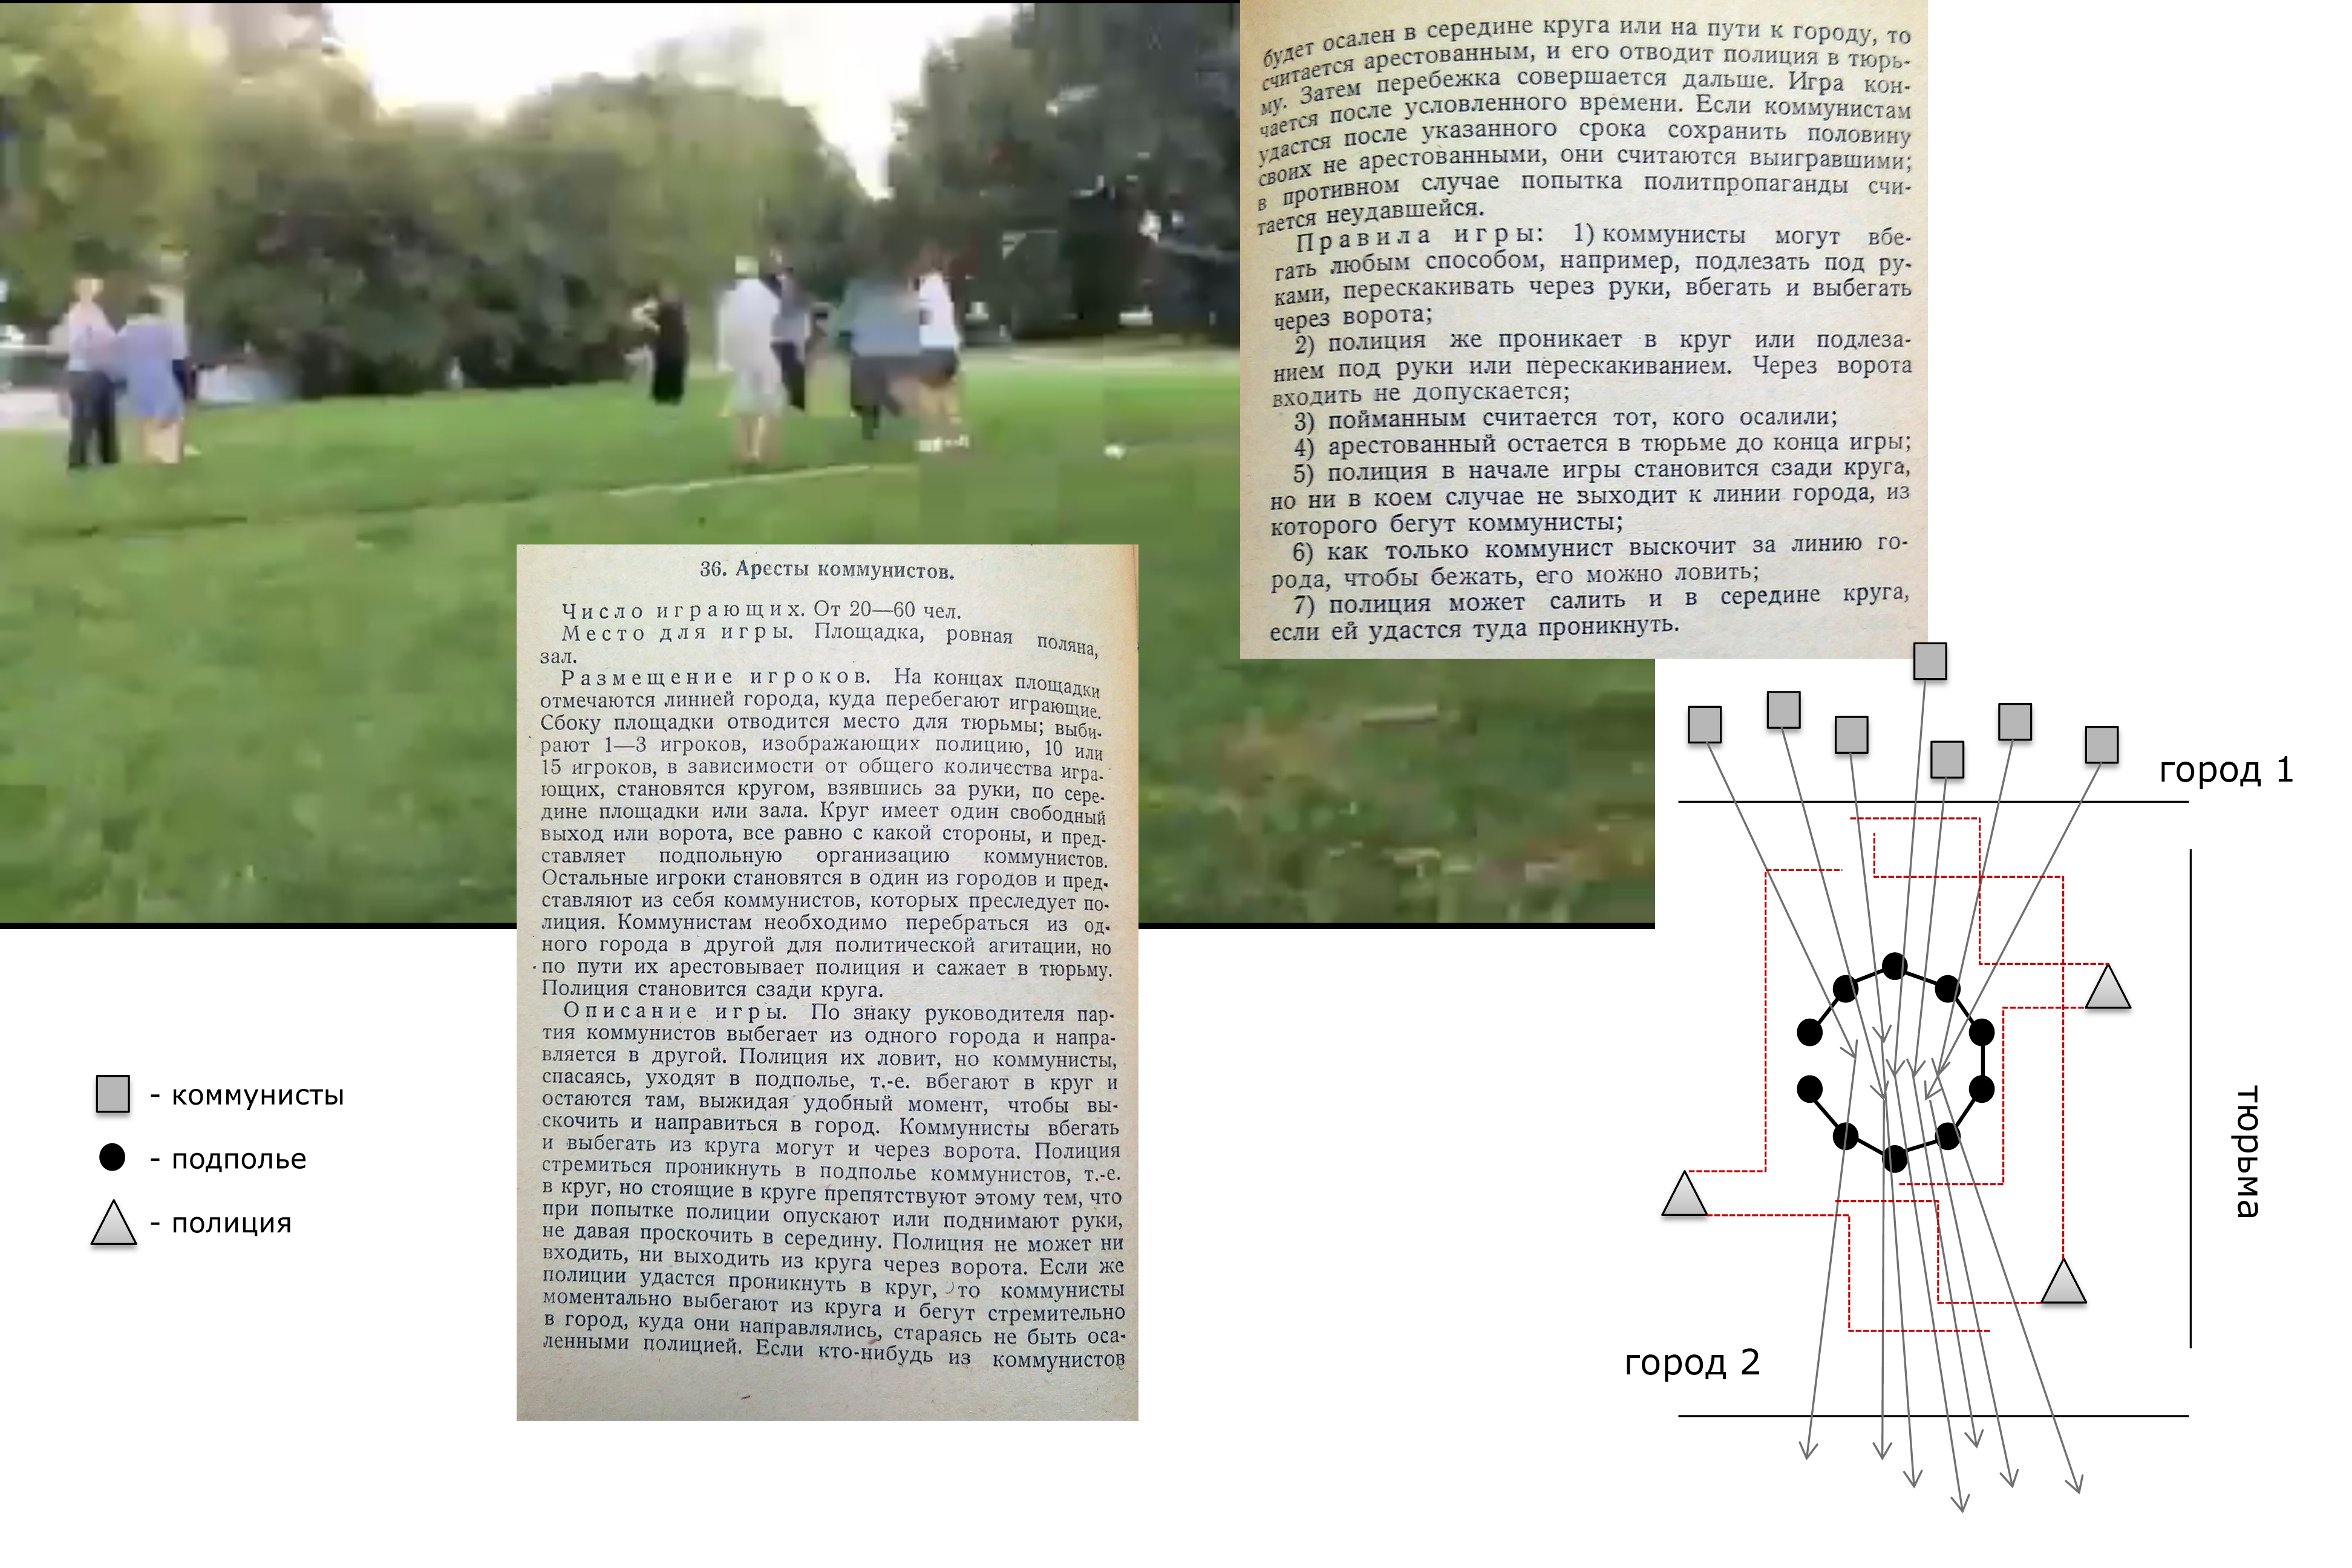 36. Аресты коммунистов.
Число играющих. От 20—60 чел.
Место для игры. Площадка, ровная поляна,
зал.
Размещение игроков. На концах площадки
отмечаются линией города, куда перебегают играющие.
Сбоку площадки отводится место для тюрьмы; выби-
рают 1—3 игроков, изображающих полицию, 10 или
15 игроков, в зависимости от общего количества игра-
ющих, становятся кругом, взявшись за руки, по сере-
дине площадки или зала. Круг имеет один свободный
выход или ворота, все равно с какой стороны, и пред-
ставляет подпольную организацию коммунистов.
Остальные игроки становятся в один из городов и пред-
ставляют из себя коммунистов, которых преследует по-
лиция. Коммунистам необходимо перебраться из од-
ного города в другой для политической агитации, но
по пути их арестовывает полиция и сажает в тюрьму.
Полиция становится сзади круга.
Описание игры. По знаку руководителя пар-
тия коммунистов выбегает из одного города и напра-
вляется в другой. Полиция их ловит, но коммунисты,
спасаясь, уходят в подполье, т.-е. вбегают в круг и
остаются там, выжидая удобный момент, чтобы вы-
скочить и направиться в город. Коммунисты вбегать
и выбегать из круга могут и через ворота. Полиция
стремиться проникнуть в подполье коммунистов, т.-е.
в круг, но стоящие в круге препятствуют этому тем, что
при попытке полиции опускают или поднимают руки,
не давая проскочить в середину. Полиция не может ни
входить, ни выходить из круга через ворота. Если же
полиции удастся проникнуть в круг, то коммунисты
моментально выбегают из круга и бегут стремительно
в город, куда они направлялись, стараясь не быть оса-
ленными полицией. Если кто-нибудь из коммунистов
будет осален в середине круга или на пути к городу, то
считается арестованным, и его отводит полиция в тюрь-
му. Затем перебежка совершается дальше. Игра кон-
чается после условленного времени. Если коммунистам
удастся после указанного срока сохранить половину
своих не арестованными, они считаются выигравшими;
в противном случае попытка политпропаганды счи-
тается неудавшейся.
Правила игры: 1) коммунисты могут вбе-
гать любым способом, например, подлезать под ру-
ками, перескакивать через руки, вбегать и выбегать
через ворота;
2) полиция же проникает в круг или подлеза-
нием под руки или перескакиванием. Через ворота
входить не допускается;
3) пойманным считается тот, кого осалили;
4) арестованный остается в тюрьме до конца игры;
5) полиция в начале игры становится сзади круга,
но ни в коем случае не выходит к линии города, из
которого бегут коммунисты;
6) как только коммунист выскочит за линию го-
рода, чтобы бежать, его можно ловить;
7) полиция может салить и в середине круга,
если ей удастся туда проникнуть.
- коммунисты
- подполье
- полиция
город 1
тюрьма
город 2